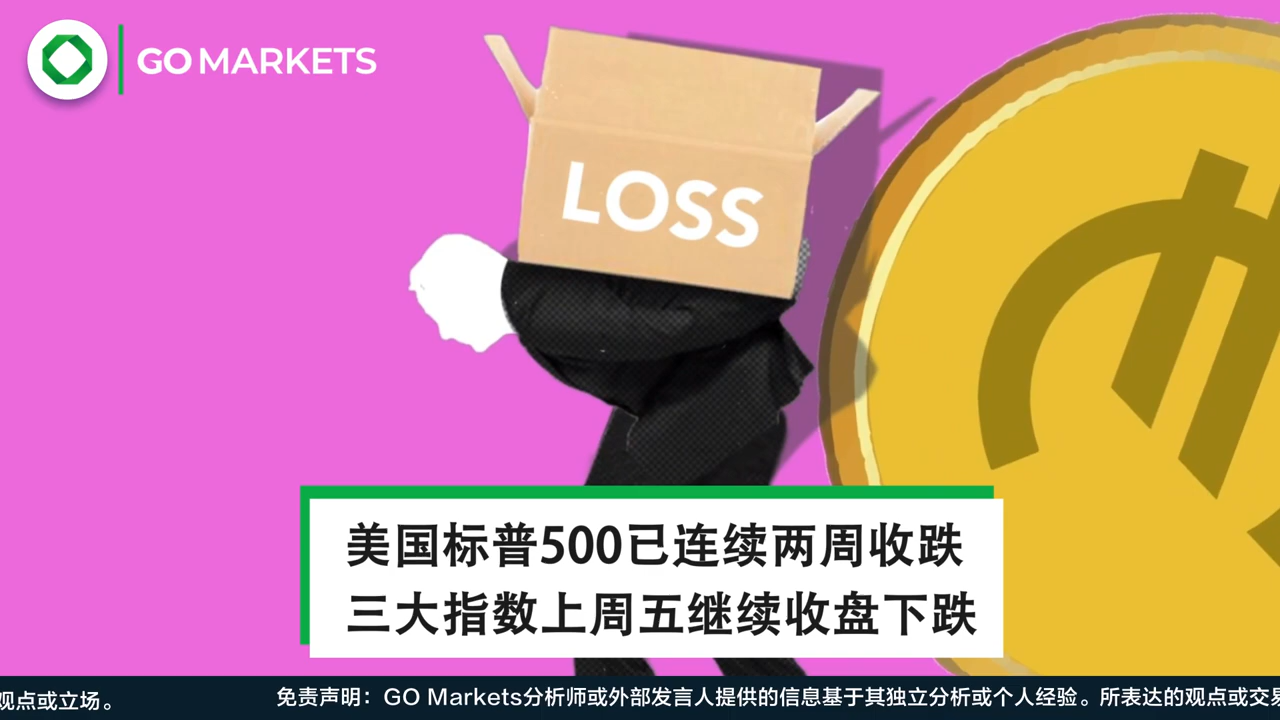 GO MARKETS
LOSS
美国标普500已连续两周收跌
三大指数上周五继续收盘下跌
观点或立场。 免责声明：GO Markets分析师或外部发言人提供的信息基于其独立分析或个人经验。所表达的观点或交易